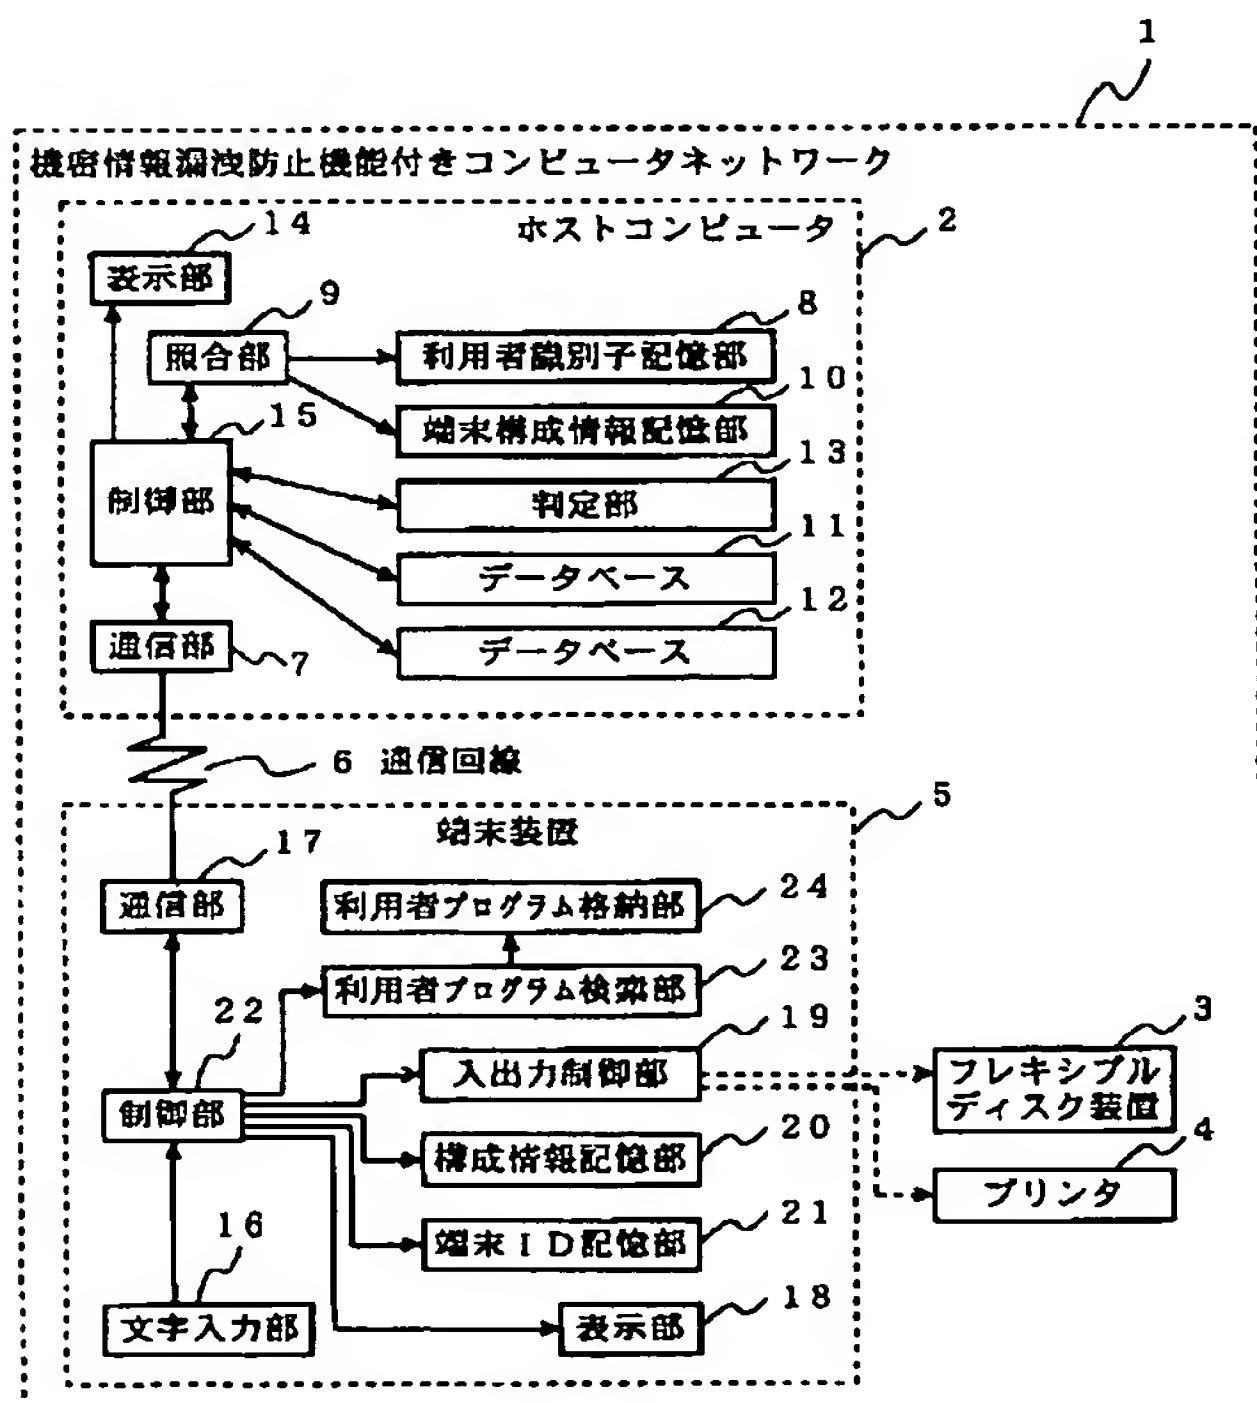 1
機密情報漏洩防止機能付きコンピュータネットワーク
14
ホストコンピュータ
2
表示部
9
8
照合部
利用者識別子記憶部
15
10
端末構成情報記憶部
13
制御部
判定部
11
データベース
12
通信部
7
データベース
6 通信回線
5
端末装置
17
24
通信部
利用者プログラム格納部
23
利用者プログラム検索部
22
19
3
入出力制御部
フレキシブル
ディスク装置
制御部
20
4
構成情報記憶部
プリンタ
16
21
端末ID記憶部
18
文字入力部
表示部